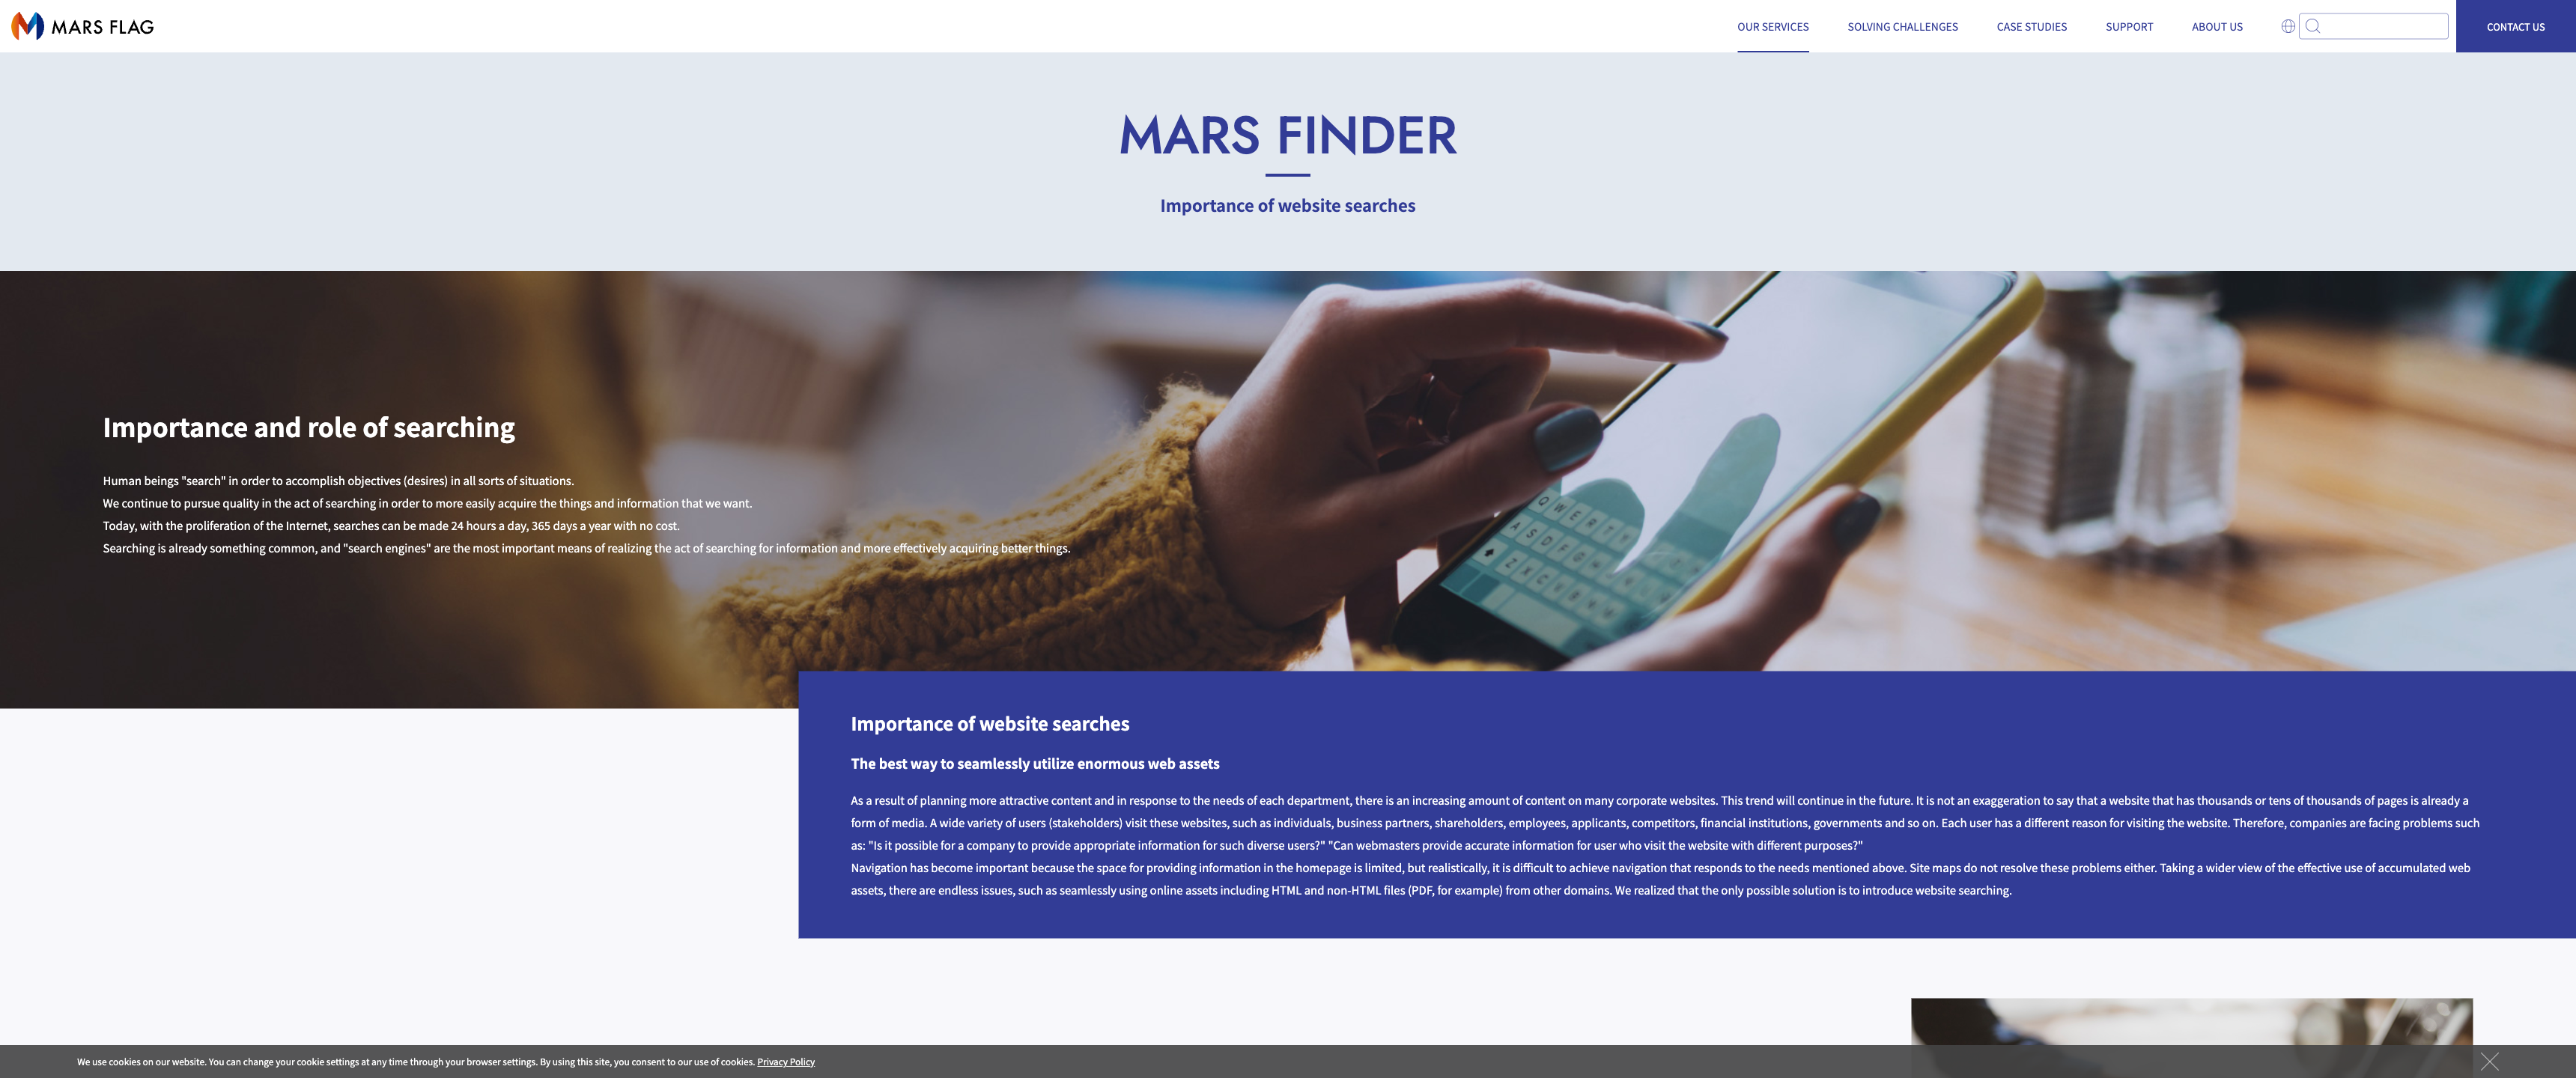 MARS FLAG
OUR SERVICES
SOLVING CHALLENGES
CASE STUDIES
SUPPORT
ABOUT US
CONTACT US
MARS FINDER
Importance of website searches
Importance and role of searching
Human beings "search" in order to accomplish objectives (desires) in all sorts of situations.
We continue to pursue quality in the act of searching in order to more easily acquire the things and information that we want.
Today, with the proliferation of the Internet, searches can be made 24 hours a day, 365 days a year with no cost.
Searching is already something common, and "search engines" are the most important means of realizing the act of searching for information and more effectively acquiring better things.
Q W E R T Y
A S D F G H
Z X C V B
Importance of website searches
The best way to seamlessly utilize enormous web assets
As a result of planning more attractive content and in response to the needs of each department, there is an increasing amount of content on many corporate websites. This trend will continue in the future. It is not an exaggeration to say that a website that has thousands or tens of thousands of pages is already a
form of media. A wide variety of users (stakeholders) visit these websites, such as individuals, business partners, shareholders, employees, applicants, competitors, financial institutions, governments and so on. Each user has a different reason for visiting the website. Therefore, companies are facing problems such
as: "Is it possible for a company to provide appropriate information for such diverse users?" "Can webmasters provide accurate information for user who visit the website with different purposes?"
Navigation has become important because the space for providing information in the homepage is limited, but realistically, it is difficult to achieve navigation that responds to the needs mentioned above. Site maps do not resolve these problems either. Taking a wider view of the effective use of accumulated web
assets, there are endless issues, such as seamlessly using online assets including HTML and non-HTML files (PDF, for example) from other domains. We realized that the only possible solution is to introduce website searching.
We use cookies on our website. You can change your cookie settings at any time through your browser settings. By using this site, you consent to our use of cookies. Privacy Policy